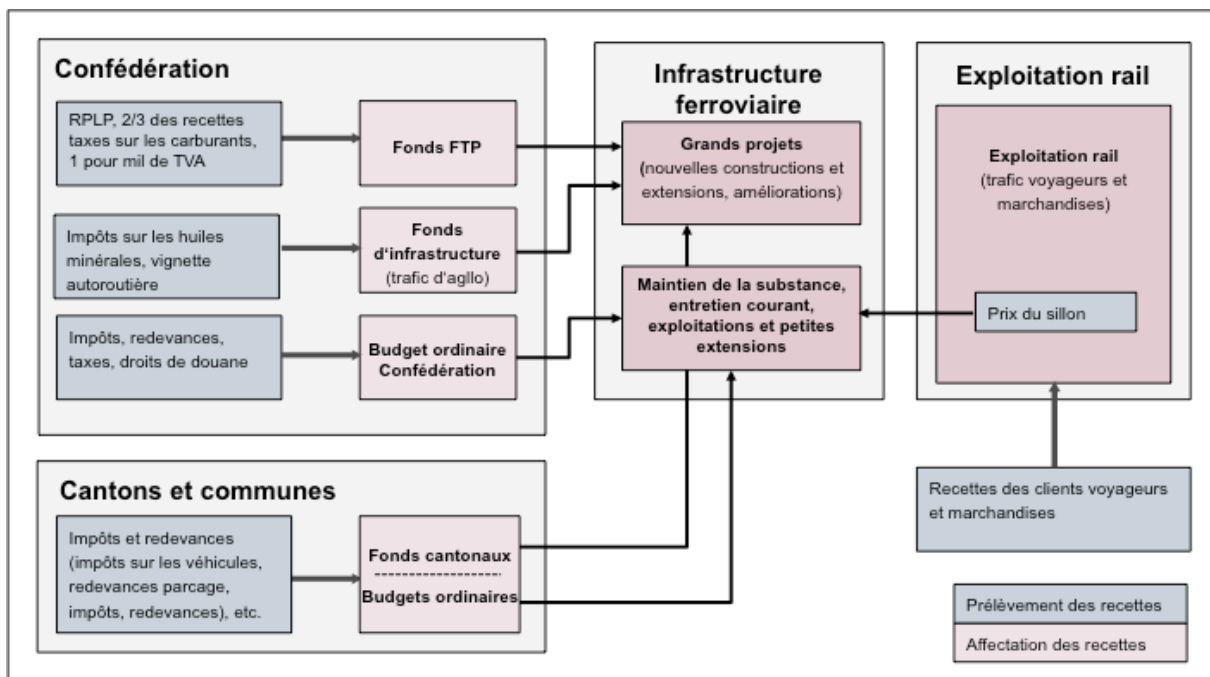 Confédération
RPLP, 2/3 des recettes
taxes sur les carburants,
1 pour mil de TVA
Fonds FTP
Impôts sur les huiles
minérales, vignette
autoroutière
Fonds
d'infrastructure
(trafic d'agllo)
Impôts, redevances,
taxes, droits de douane
Budget ordinaire
Confédération
Infrastructure
ferroviaire
Grands projets
(nouvelles constructions et
extensions, améliorations)
Maintien de la substance,
entretien courant,
exploitations et petites
extensions
Exploitation rail
Exploitation rail
(trafic voyageurs et
marchandises)
Prix du sillon
Cantons et communes
Impôts et redevances
(impôts sur les véhicules,
redevances parcage,
impôts, redevances), etc.
Fonds cantonaux
Budgets ordinaires
Recettes des clients voyageurs
et marchandises
Prélèvement des recettes
Affectation des recettes